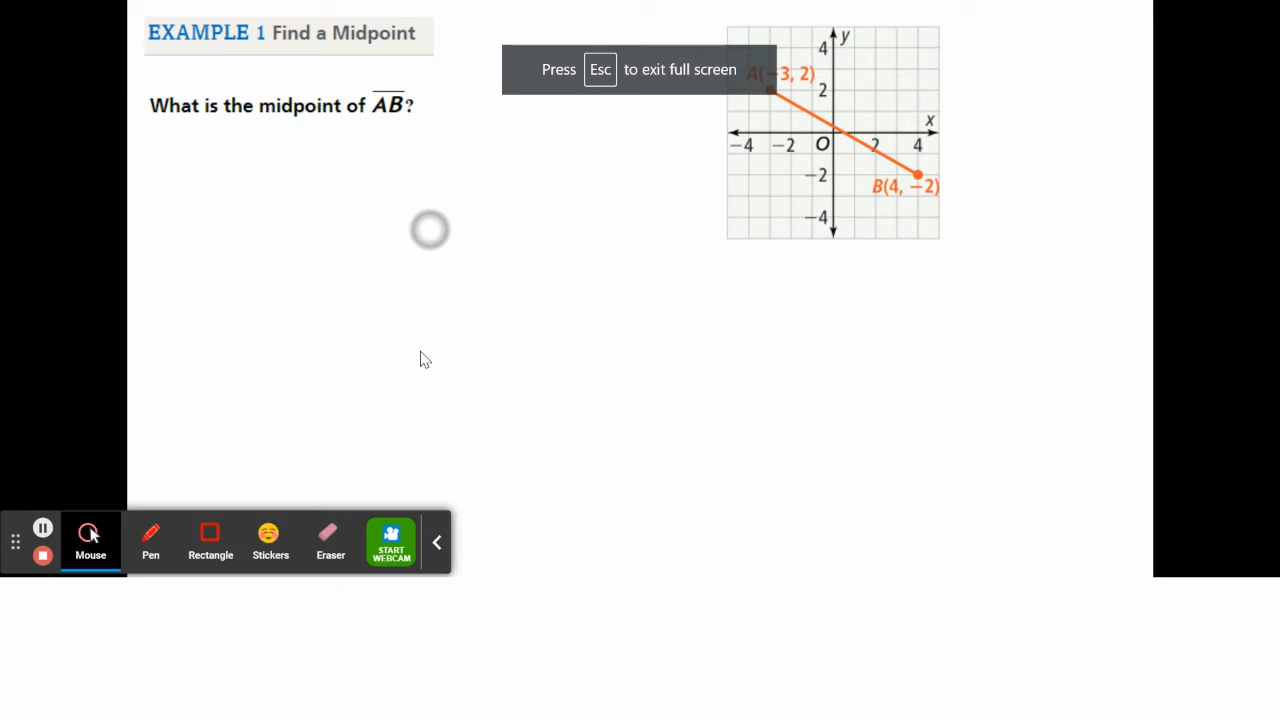 EXAMPLE 1 Find a Midpoint
What is the midpoint of AB?
Press Esc to exit full screen
A(−3, 2)
B(4, −2)
y
x
4
2
−4 −2 O 2 4
−2
−4
Mouse
Pen
Rectangle
Stickers
Eraser
START
WEBCAM